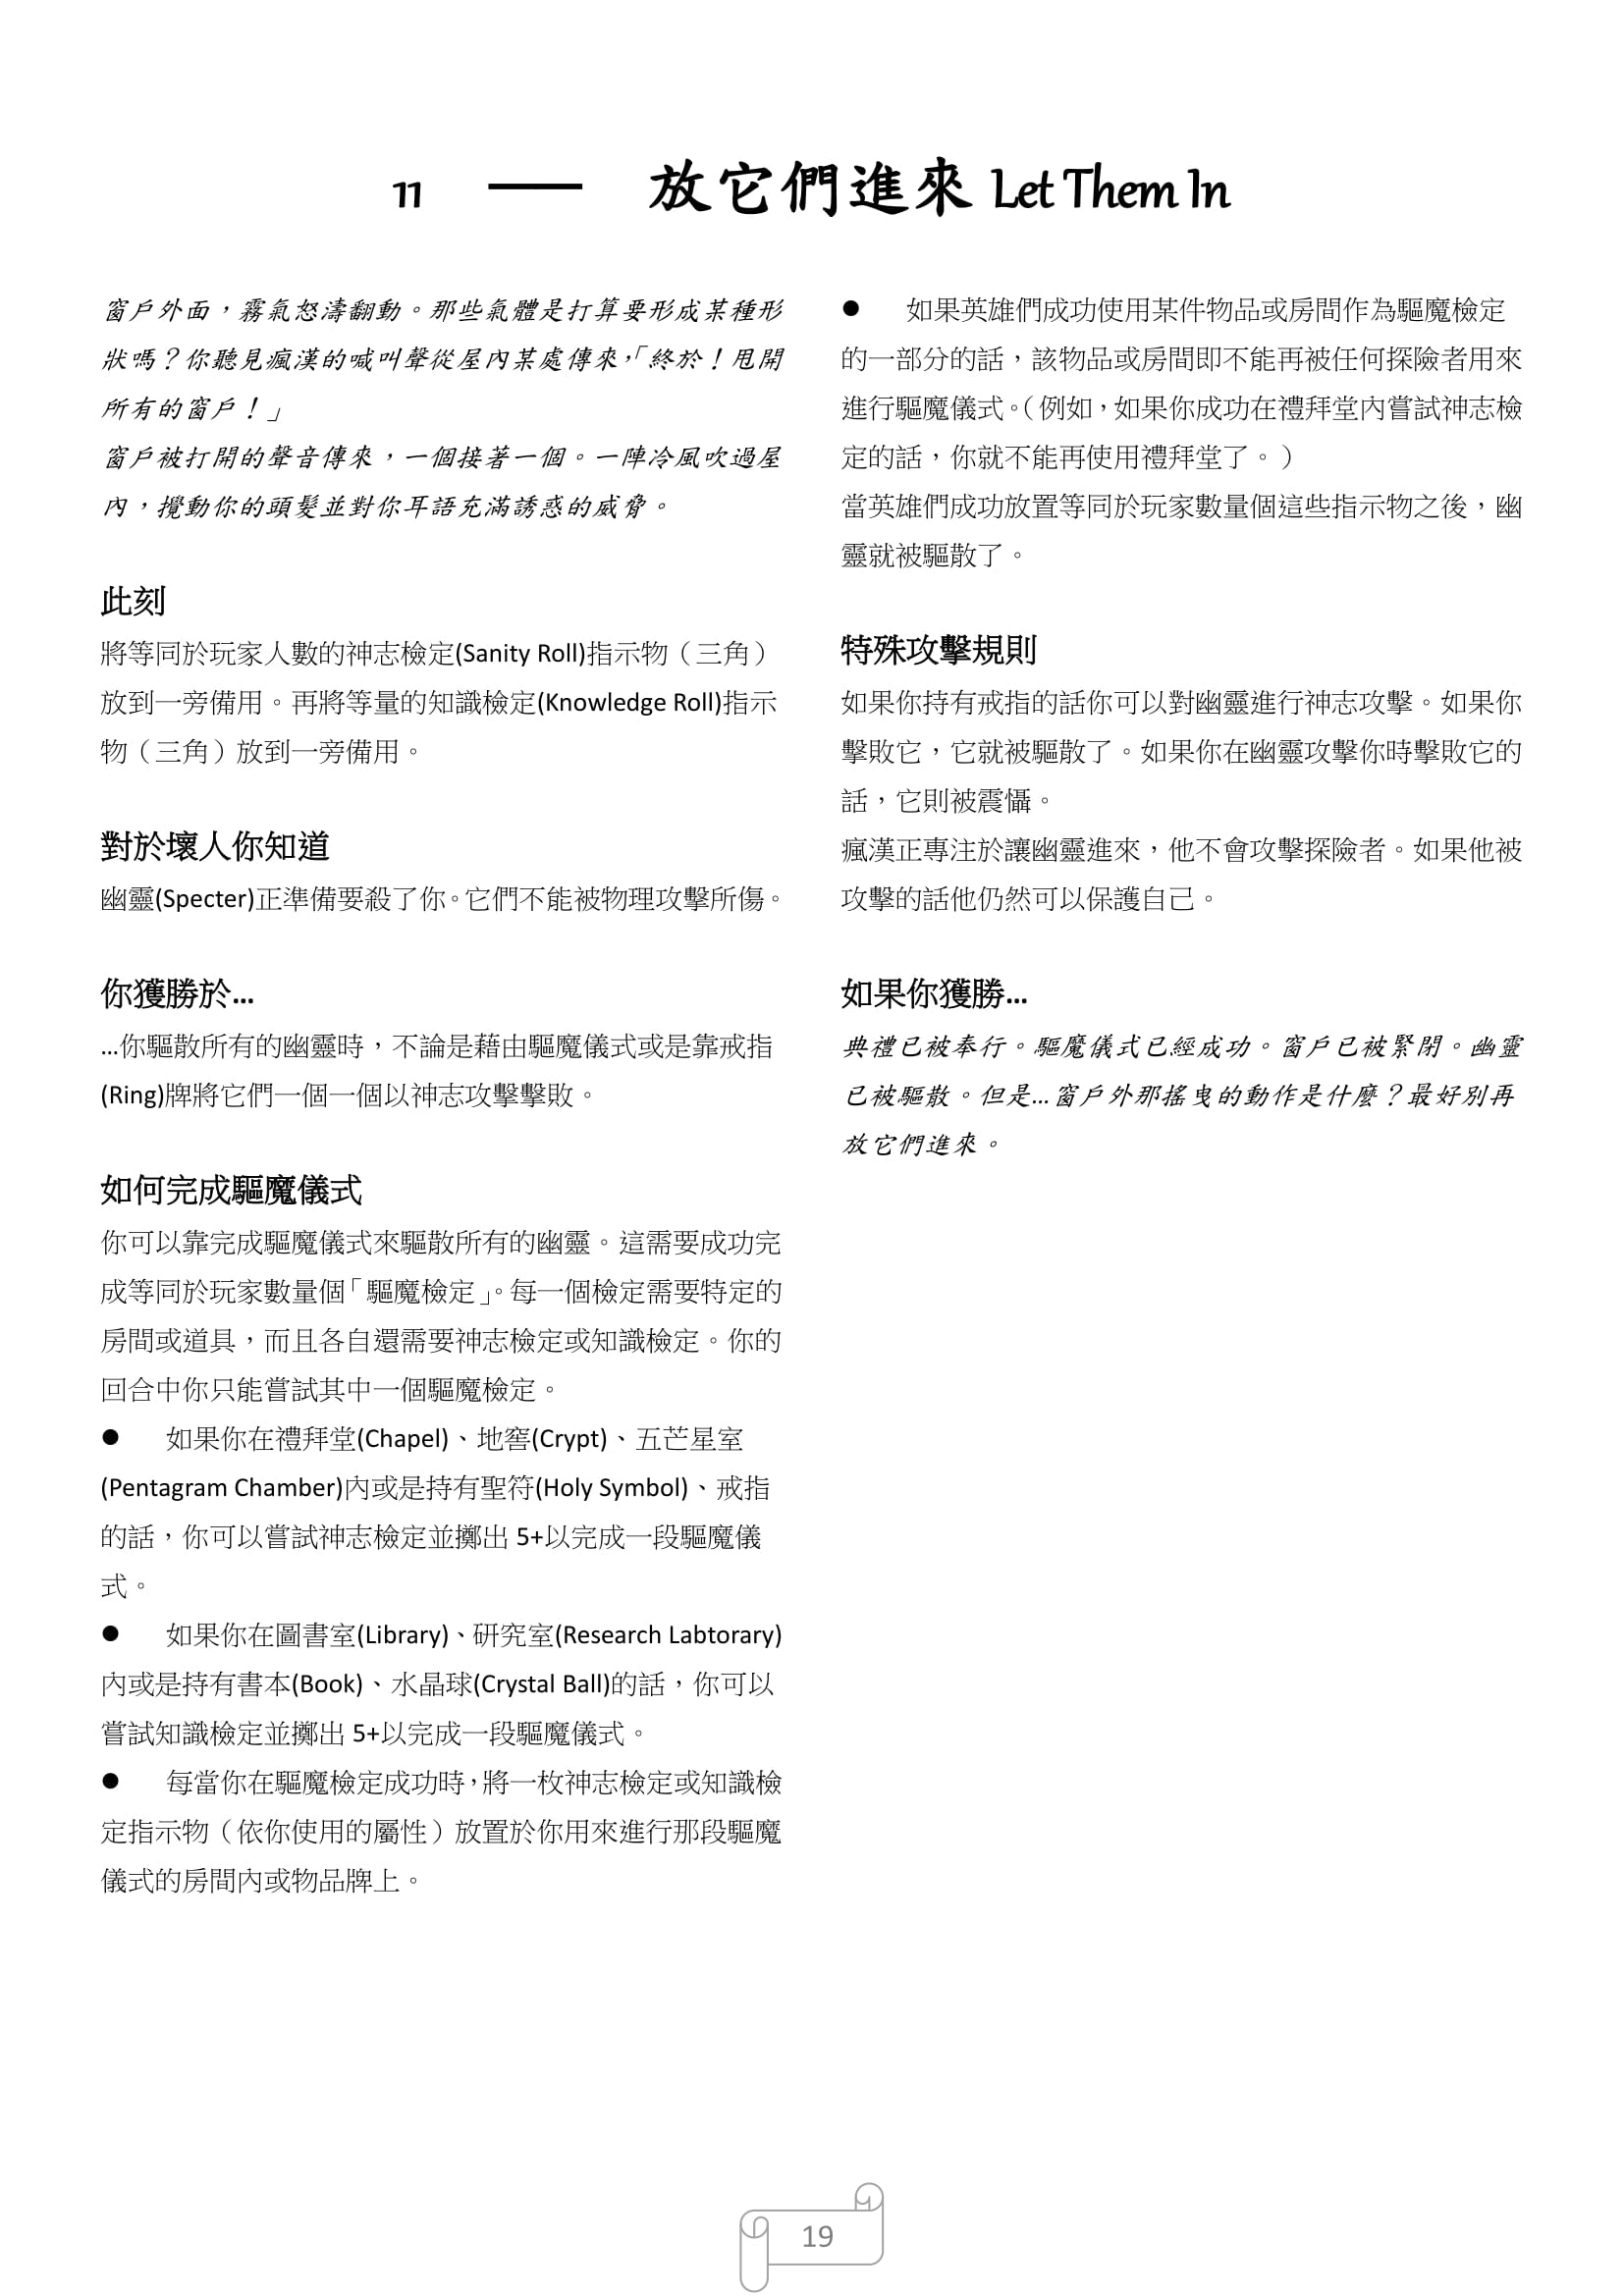 11 — 放它們進來 Let Them In
窗戶外面，霧氣怒濤翻動。那些氣體是打算要形成某種形
狀嗎？你聽見瘋漢的喊叫聲從屋內某處傳來，「終於！甩開
所有的窗戶！」
窗戶被打開的聲音傳來，一個接著一個。一陣冷風吹過屋
內，攪動你的頭髮並對你耳語充滿誘惑的威脅。
此刻
將等同於玩家人數的神志檢定(Sanity Roll)指示物（三角）
放到一旁備用。再將等量的知識檢定(Knowledge Roll)指示
物（三角）放到一旁備用。
對於壞人你知道
幽靈(Specter)正準備要殺了你。它們不能被物理攻擊所傷。
你獲勝於…
…你驅散所有的幽靈時，不論是藉由驅魔儀式或是靠戒指
(Ring)牌將它們一個一個以神志攻擊擊敗。
如何完成驅魔儀式
你可以靠完成驅魔儀式來驅散所有的幽靈。這需要成功完
成等同於玩家數量個「驅魔檢定」。每一個檢定需要特定的
房間或道具，而且各自還需要神志檢定或知識檢定。你的
回合中你只能嘗試其中一個驅魔檢定。
● 如果你在禮拜堂(Chapel)、地窖(Crypt)、五芒星室
(Pentagram Chamber)內或是持有聖符(Holy Symbol)、戒指
的話，你可以嘗試神志檢定並擲出 5+以完成一段驅魔儀
式。
● 如果你在圖書室(Library)、研究室(Research Labtorary)
內或是持有書本(Book)、水晶球(Crystal Ball)的話，你可以
嘗試知識檢定並擲出 5+以完成一段驅魔儀式。
● 每當你在驅魔檢定成功時，將一枚神志檢定或知識檢
定指示物（依你使用的屬性）放置於你用來進行那段驅魔
儀式的房間內或物品牌上。
● 如果英雄們成功使用某件物品或房間作為驅魔檢定
的一部分的話，該物品或房間即不能再被任何探險者用來
進行驅魔儀式。（例如，如果你成功在禮拜堂內嘗試神志檢
定的話，你就不能再使用禮拜堂了。）
當英雄們成功放置等同於玩家數量個這些指示物之後，幽
靈就被驅散了。
特殊攻擊規則
如果你持有戒指的話你可以對幽靈進行神志攻擊。如果你
擊敗它，它就被驅散了。如果你在幽靈攻擊你時擊敗它的
話，它則被震懾。
瘋漢正專注於讓幽靈進來，他不會攻擊探險者。如果他被
攻擊的話他仍然可以保護自己。
如果你獲勝…
典禮已被奉行。驅魔儀式已經成功。窗戶已被緊閉。幽靈
已被驅散。但是…窗戶外那搖曳的動作是什麼？最好別再
放它們進來。
19